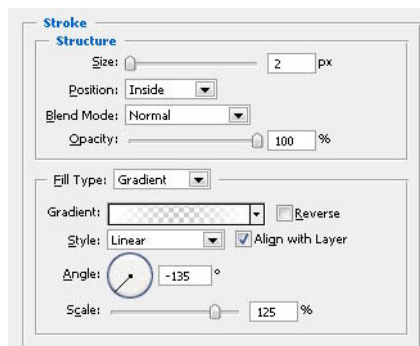 Stroke
Structure
Size: 2 px
Position: Inside
Blend Mode: Normal
Opacity: 100 %
Fill Type: Gradient
Gradient: Reverse
Style: Linear Align with Layer
Angle: -135 °
Scale: 125 %